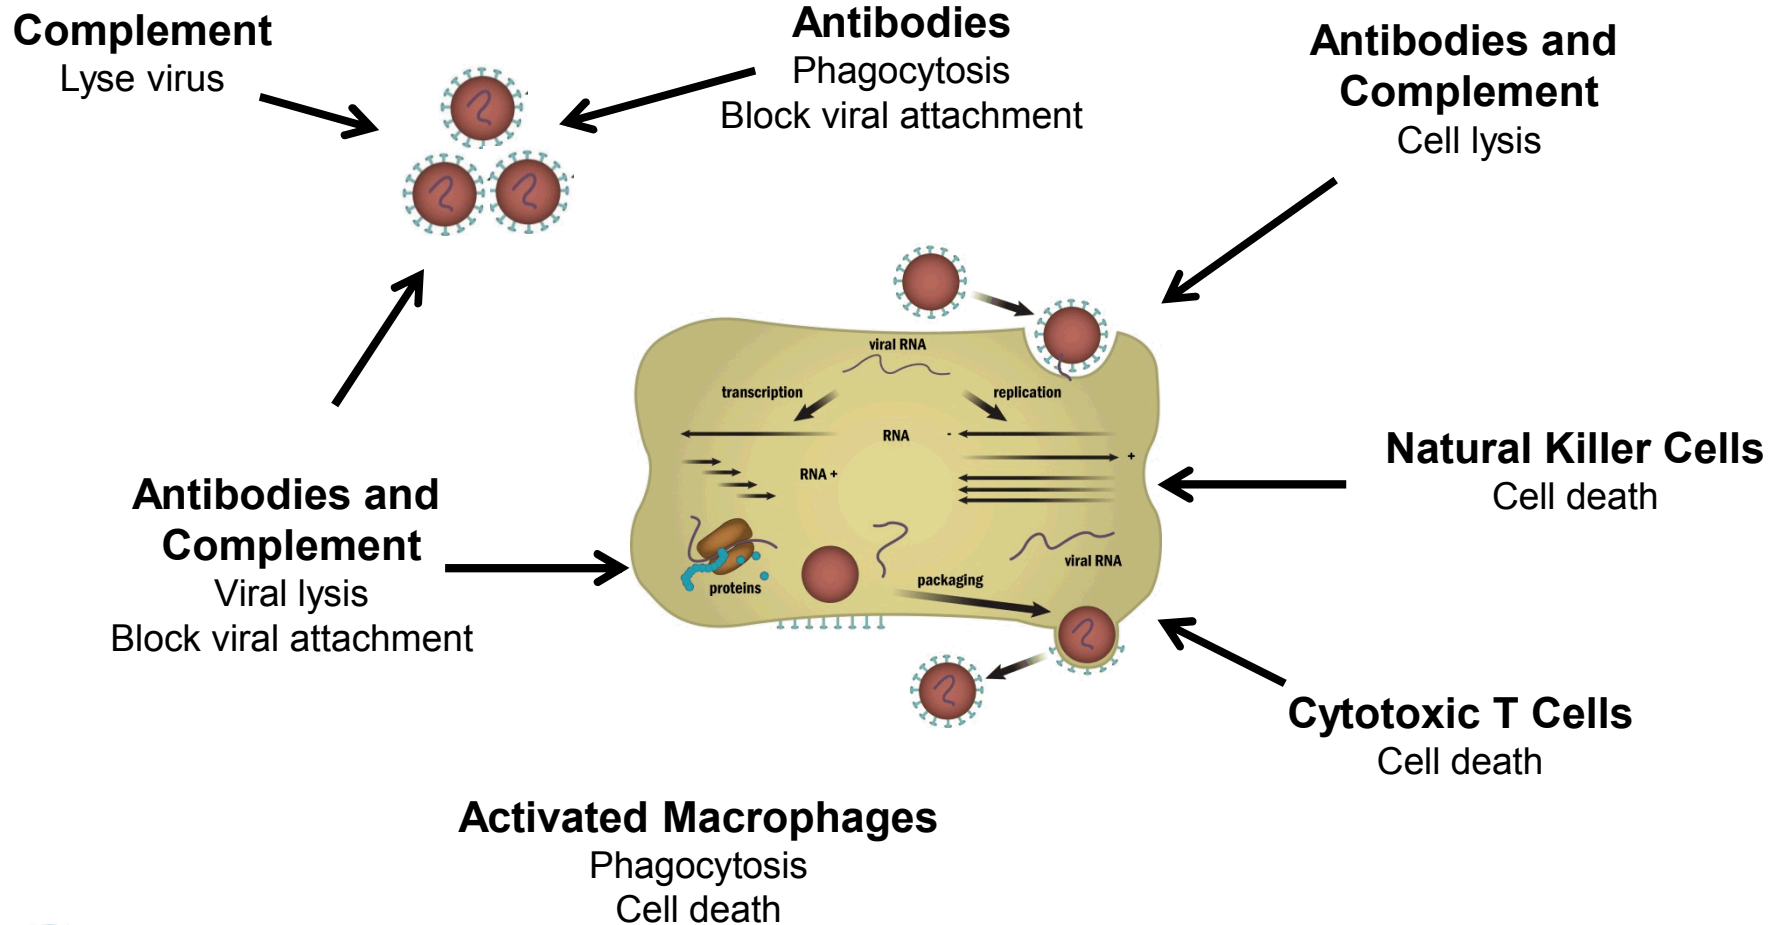 Complement
Lyse virus
Antibodies
Phagocytosis
Block viral attachment
Antibodies and
Complement
Cell lysis
viral RNA
transcription
replication
RNA
-
+
RNA +
proteins
packaging
viral RNA
Antibodies and
Complement
Viral lysis
Block viral attachment
Natural Killer Cells
Cell death
Cytotoxic T Cells
Cell death
Activated Macrophages
Phagocytosis
Cell death